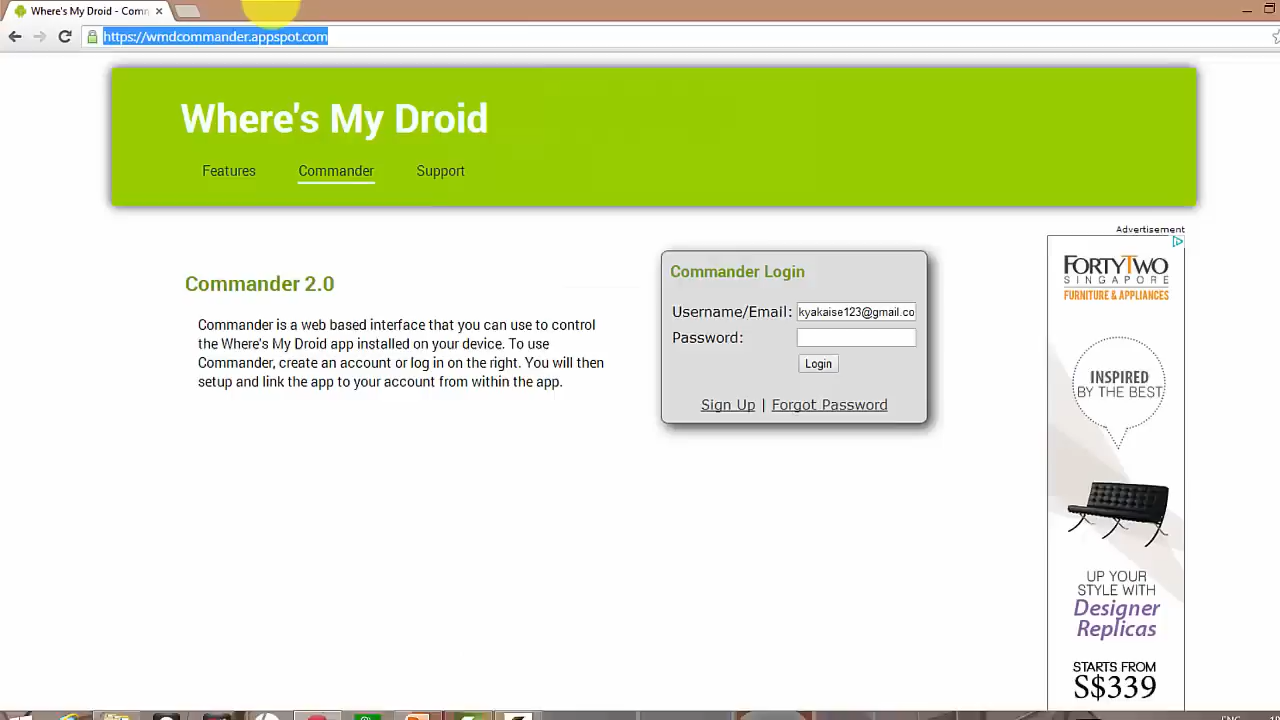 Where's My Droid - Comm
https://wmdcommander.appspot.com
Where's My Droid
Features Commander Support
Advertisement
Commander 2.0
Commander is a web based interface that you can use to control
the Where's My Droid app installed on your device. To use
Commander, create an account or log in on the right. You will then
setup and link the app to your account from within the app.
Commander Login
Username/Email: kyakaise123@gmail.co
Password:
Login
Sign Up | Forgot Password
FORTYTWO
SINGAPORE
FURNITURE & APPLIANCES
INSPIRED
BY THE BEST
UP YOUR
STYLE WITH
Designer
Replicas
STARTS FROM
S$339